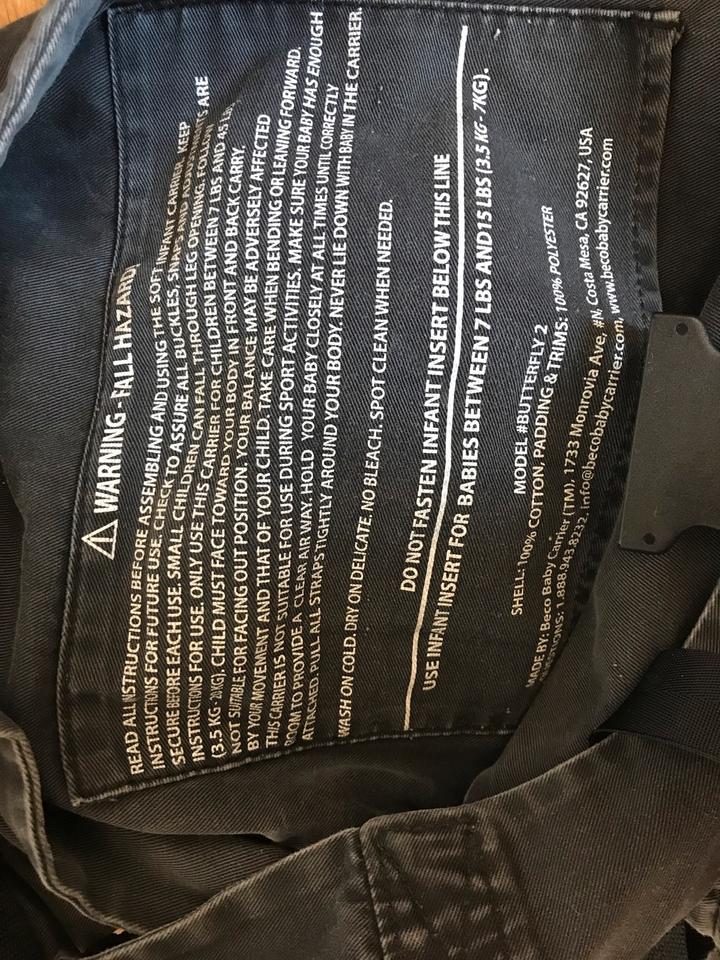 ⚠ WARNING - FALL HAZARD
READ ALL INSTRUCTIONS BEFORE ASSEMBLING AND USING THE SOFT INFANT CARRIER. KEEP
INSTRUCTIONS FOR FUTURE USE. CHECK TO ASSURE ALL BUCKLES, SNAPS AND ADJUSTMENTS ARE
SECURE BEFORE EACH USE. SMALL CHILDREN CAN FALL THROUGH LEG OPENING. FOLLOW
INSTRUCTIONS FOR USE. ONLY USE THIS CARRIER FOR CHILDREN BETWEEN 7 LBS AND 45 LBS
(3.5 KG - 20KG). CHILD MUST FACE TOWARD YOUR BODY IN FRONT AND BACK CARRY.
NOT SUITABLE FOR FACING OUT POSITION. YOUR BALANCE MAY BE ADVERSELY AFFECTED
BY YOUR MOVEMENT AND THAT OF YOUR CHILD. TAKE CARE WHEN BENDING OR LEANING FORWARD.
THIS CARRIER IS NOT SUITABLE FOR USE DURING SPORT ACTIVITIES. MAKE SURE YOUR BABY HAS ENOUGH
ROOM TO PROVIDE A CLEAR AIR WAY. HOLD YOUR BABY CLOSELY AT ALL TIMES UNTIL CORRECTLY
ATTACHED. PULL ALL STRAPS TIGHTLY AROUND YOUR BODY. NEVER LIE DOWN WITH BABY IN THE CARRIER.
WASH ON COLD. DRY ON DELICATE. NO BLEACH. SPOT CLEAN WHEN NEEDED.
DO NOT FASTEN INFANT INSERT BELOW THIS LINE
USE INFANT INSERT FOR BABIES BETWEEN 7 LBS AND15 LBS (3.5 KG - 7KG).
MODEL #BUTTERFLY 2
SHELL: 100% COTTON, PADDING & TRIMS: 100% POLYESTER
MADE BY: Beco Baby Carrier (TM), 1733 Monrovia Ave, #N, Costa Mesa, CA 92627, USA
1.888.943.8232, info@becobabycarrier.com, www.becobabycarrier.com